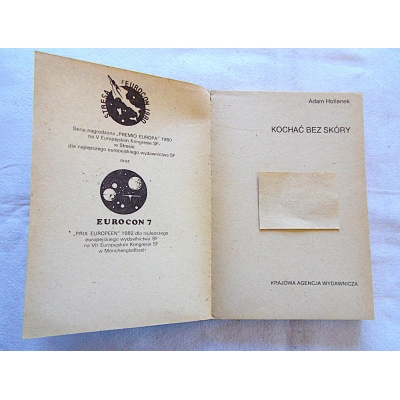 STRESA EUROCON 1980
Seria nagrodzona „PREMIO EUROPA” 1980
na V Europejskim Kongresie SF
w Stresie
dla najlepszego europejskiego wydawnictwa SF
oraz
EUROCON 7
„PRIX EUROPEEN” 1982 dla najlepszego
europejskiego wydawnictwa SF
na VII Europejskim Kongresie SF
w Mönchengladbach
Adam Hollanek
KOCHAĆ BEZ SKÓRY
KRAJOWA AGENCJA WYDAWNICZA